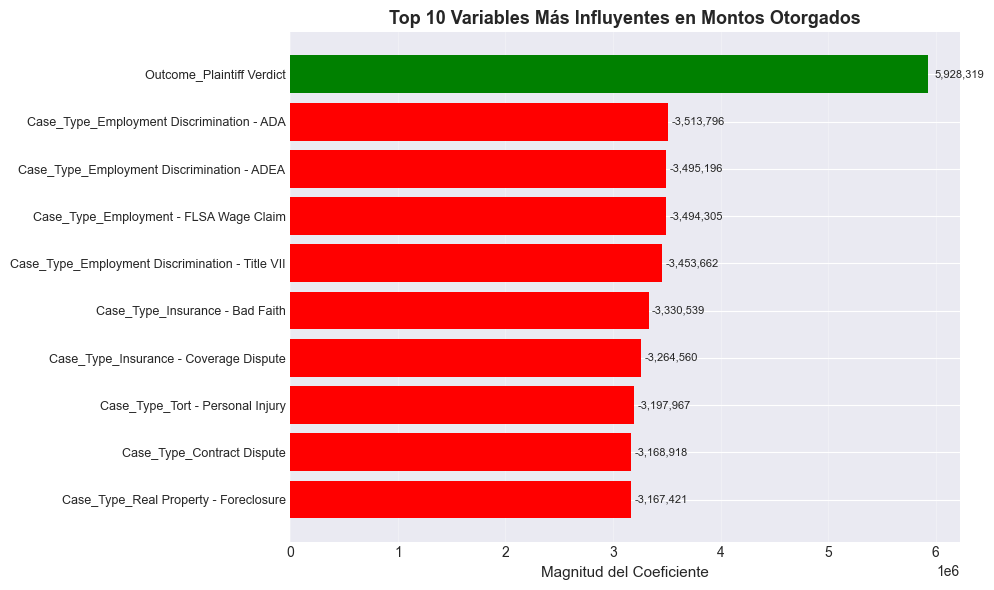 Top 10 Variables Más Influyentes en Montos Otorgados
Outcome_Plaintiff Verdict 5,928,319
Case_Type_Employment Discrimination - ADA -3,513,796
Case_Type_Employment Discrimination - ADEA -3,495,196
Case_Type_Employment - FLSA Wage Claim -3,494,305
Case_Type_Employment Discrimination - Title VII -3,453,662
Case_Type_Insurance - Bad Faith -3,330,539
Case_Type_Insurance - Coverage Dispute -3,264,560
Case_Type_Tort - Personal Injury -3,197,967
Case_Type_Contract Dispute -3,168,918
Case_Type_Real Property - Foreclosure -3,167,421
0 1 2 3 4 5 6
1e6
Magnitud del Coeficiente